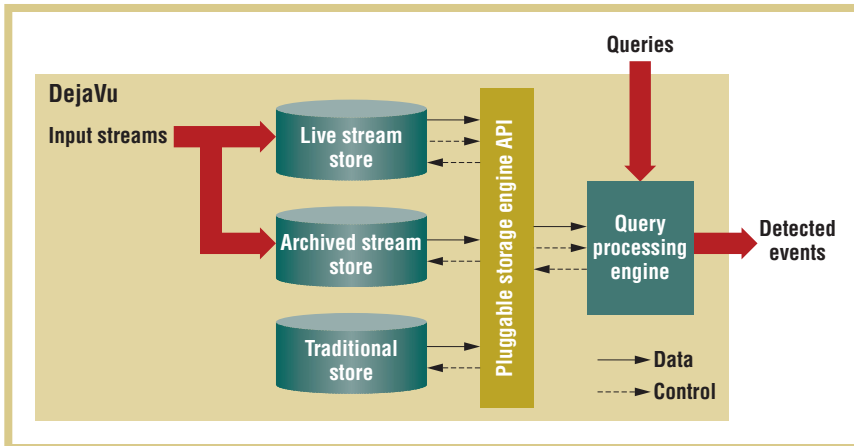 Queries
DejaVu
Input streams
Live stream
store
Archived stream
store
Traditional
store
Pluggable storage engine API
Query
processing
engine
Detected
events
Data
Control